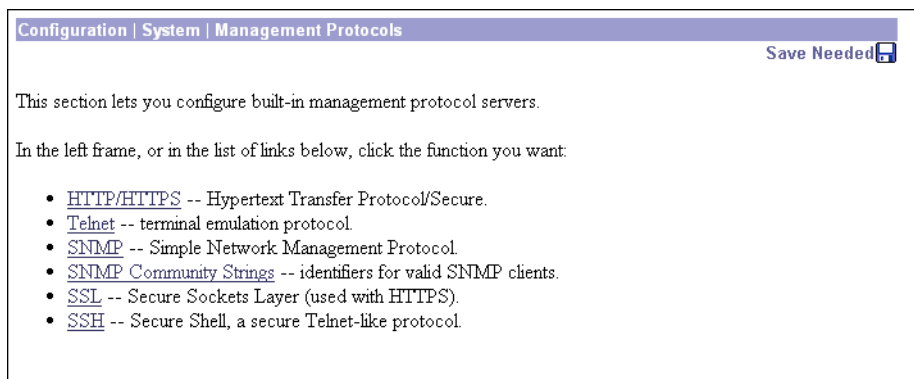 Configuration | System | Management Protocols
Save Needed
This section lets you configure built-in management protocol servers.
In the left frame, or in the list of links below, click the function you want:
• HTTP/HTTPS -- Hypertext Transfer Protocol/Secure.
• Telnet -- terminal emulation protocol.
• SNMP -- Simple Network Management Protocol.
• SNMP Community Strings -- identifiers for valid SNMP clients.
• SSL -- Secure Sockets Layer (used with HTTPS).
• SSH -- Secure Shell, a secure Telnet-like protocol.